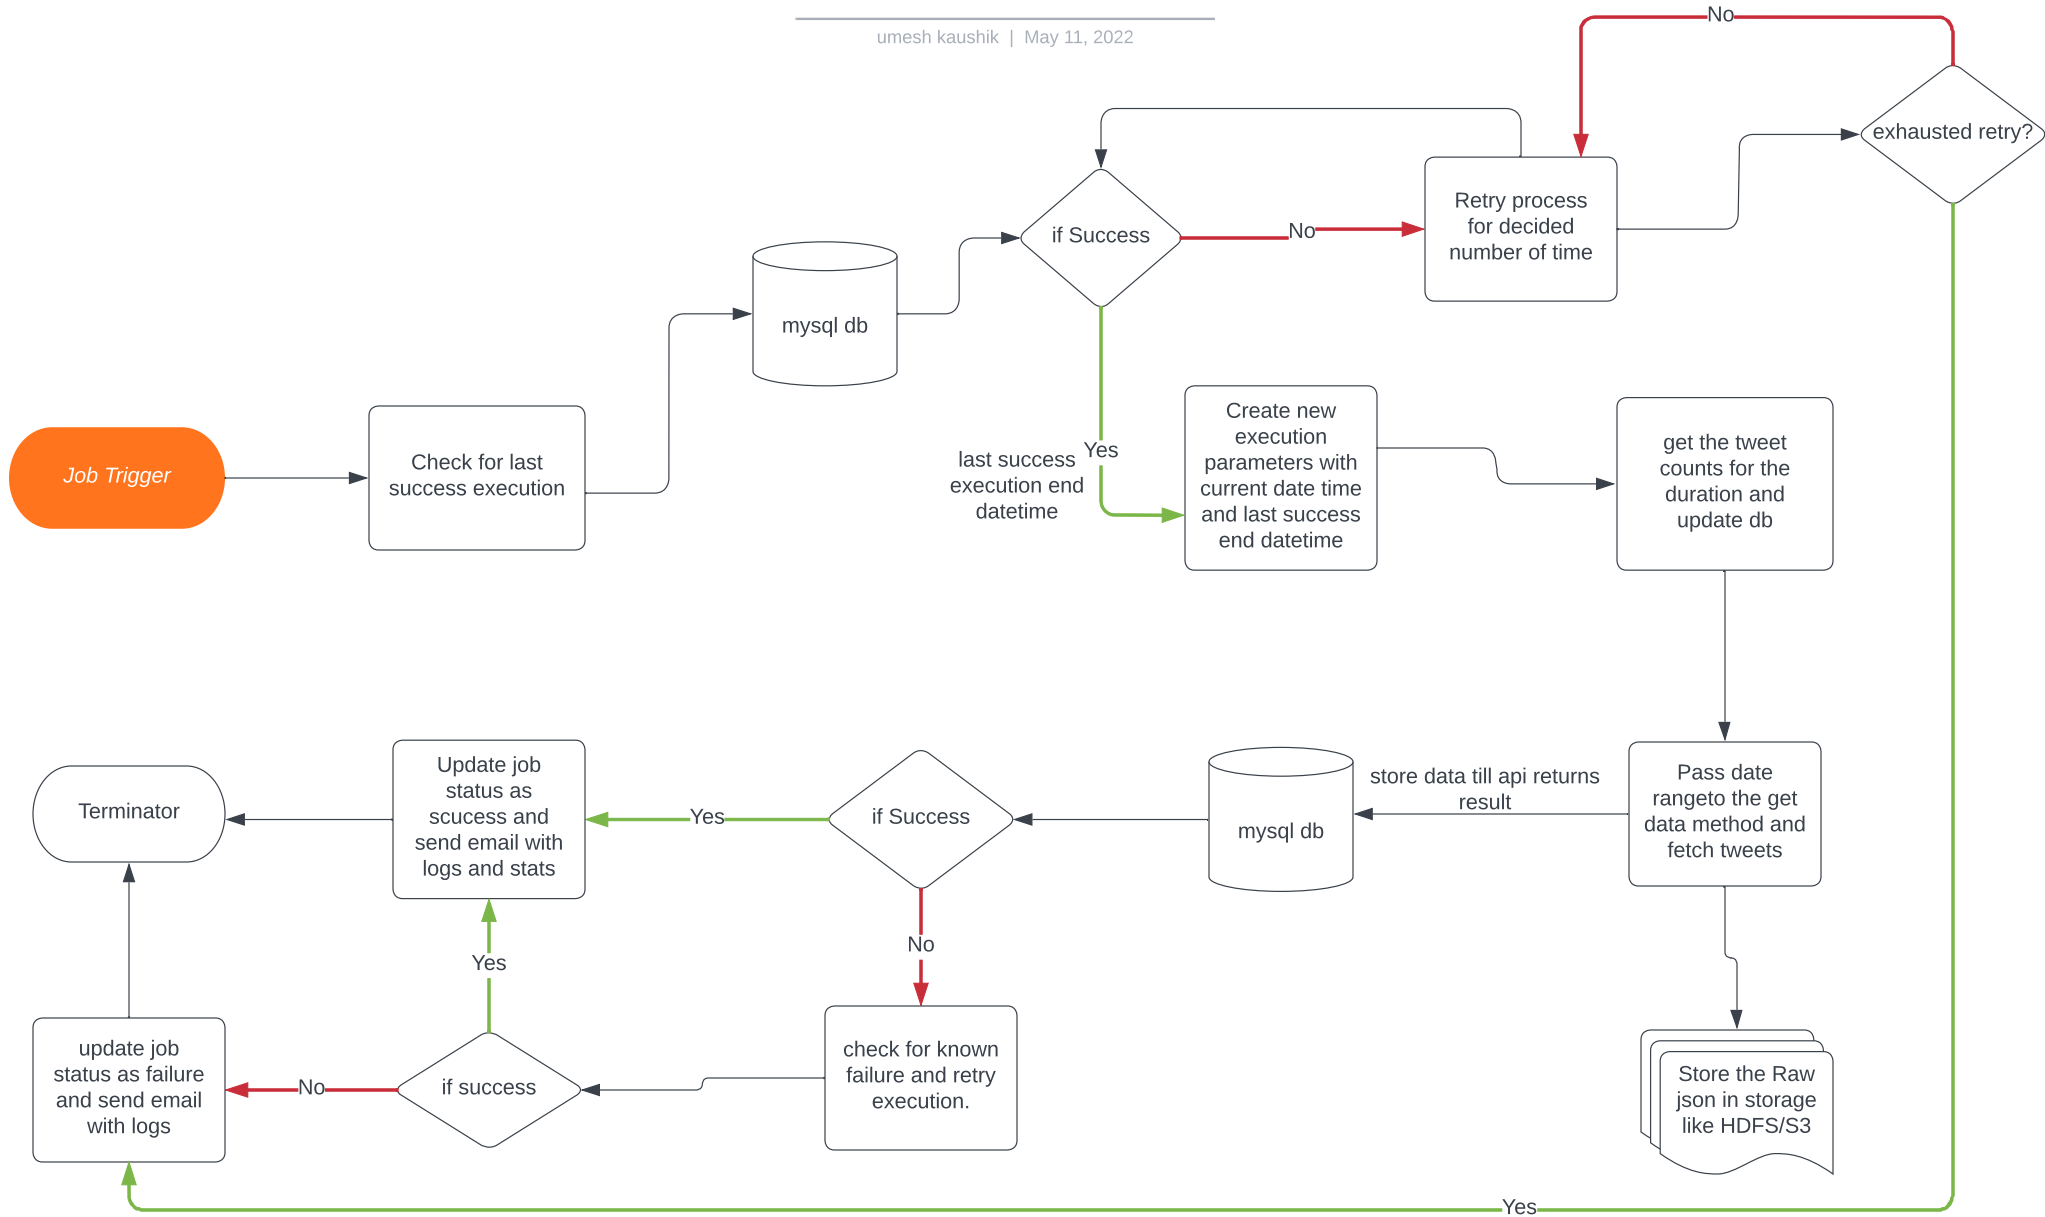 umesh kaushik | May 11, 2022
No
exhausted retry?
Retry process
for decided
number of time
if Success
No
mysql db
Job Trigger
Check for last
success execution
last success
execution end
datetime
Yes
Create new
execution
parameters with
current date time
and last success
end datetime
get the tweet
counts for the
duration and
update db
Terminator
Update job
status as
scucess and
send email with
logs and stats
Yes
if Success
mysql db
store data till api returns
result
Pass date
rangeto the get
data method and
fetch tweets
No
Yes
update job
status as failure
and send email
with logs
No
if success
check for known
failure and retry
execution.
Store the Raw
json in storage
like HDFS/S3
Yes